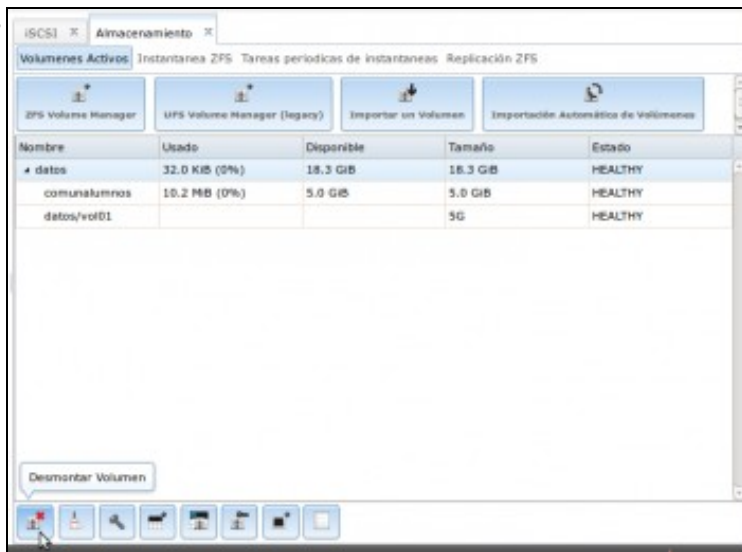 iSCSI
Almacenamiento
Volumenes Activos Instantanea ZFS Tareas periodicas de instantaneas Replicación ZFS
ZFS Volume Manager UFS Volume Manager (legacy) Importar un Volumen Importación Automática de Volúmenes
Nombre Usado Disponible Tamaño Estado
datos 32.0 KiB (0%) 18.3 GiB 18.3 GiB HEALTHY
comunalumnos 10.2 MiB (0%) 5.0 GiB 5.0 GiB HEALTHY
datos/vol01 5G HEALTHY
Desmontar Volumen